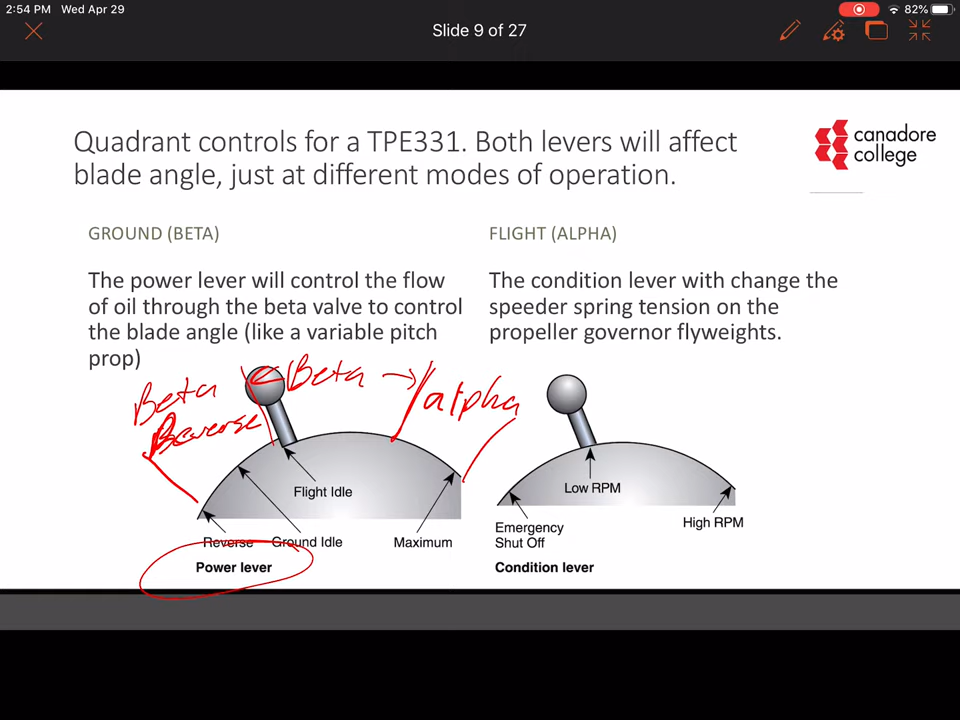 2:54 PM Wed Apr 29
82%
Slide 9 of 27
Quadrant controls for a TPE331. Both levers will affect
blade angle, just at different modes of operation.
canadore
college
GROUND (BETA)
The power lever will control the flow
of oil through the beta valve to control
the blade angle (like a variable pitch
prop)
FLIGHT (ALPHA)
The condition lever with change the
speeder spring tension on the
propeller governor flyweights.
Beta
Reverse
Beta
alpha
Flight Idle
Reverse
Ground Idle
Maximum
Power lever
Low RPM
Emergency
Shut Off
High RPM
Condition lever